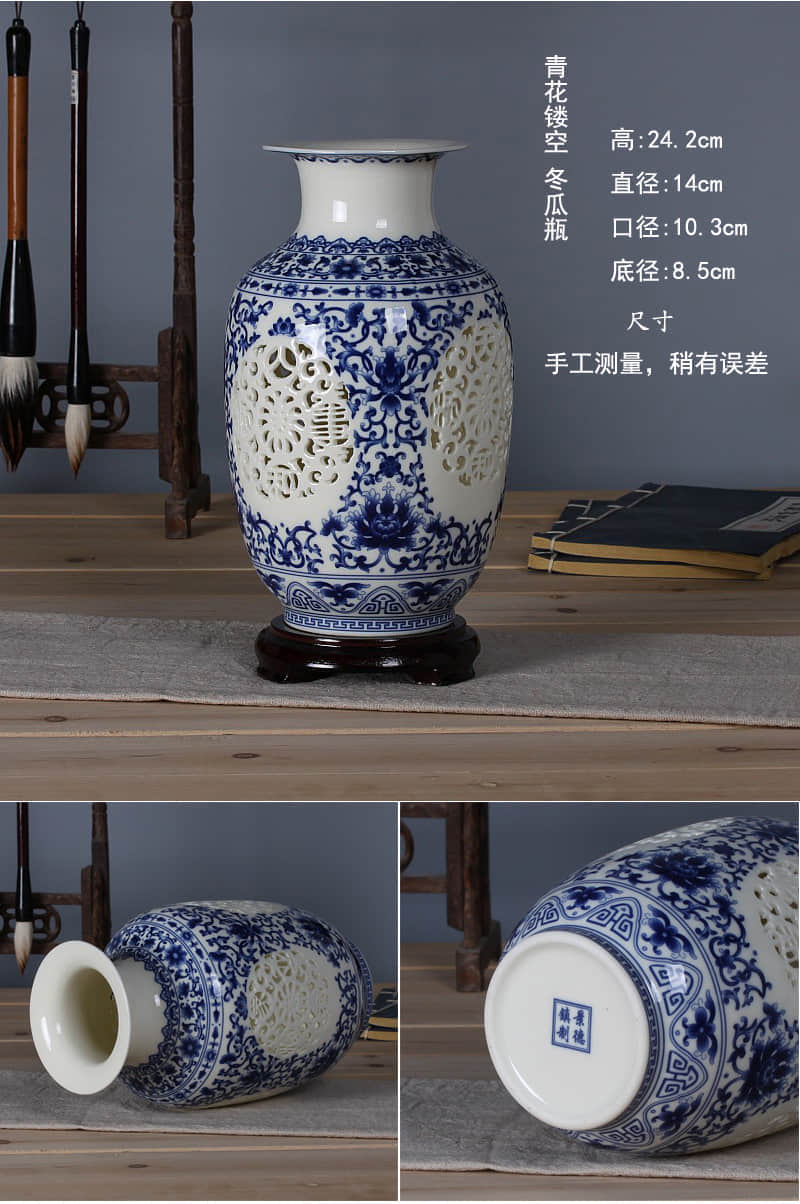 青花镂空 冬瓜瓶
高:24.2cm
直径:14cm
口径:10.3cm
底径:8.5cm
尺寸
手工测量，稍有误差
景德
镇制